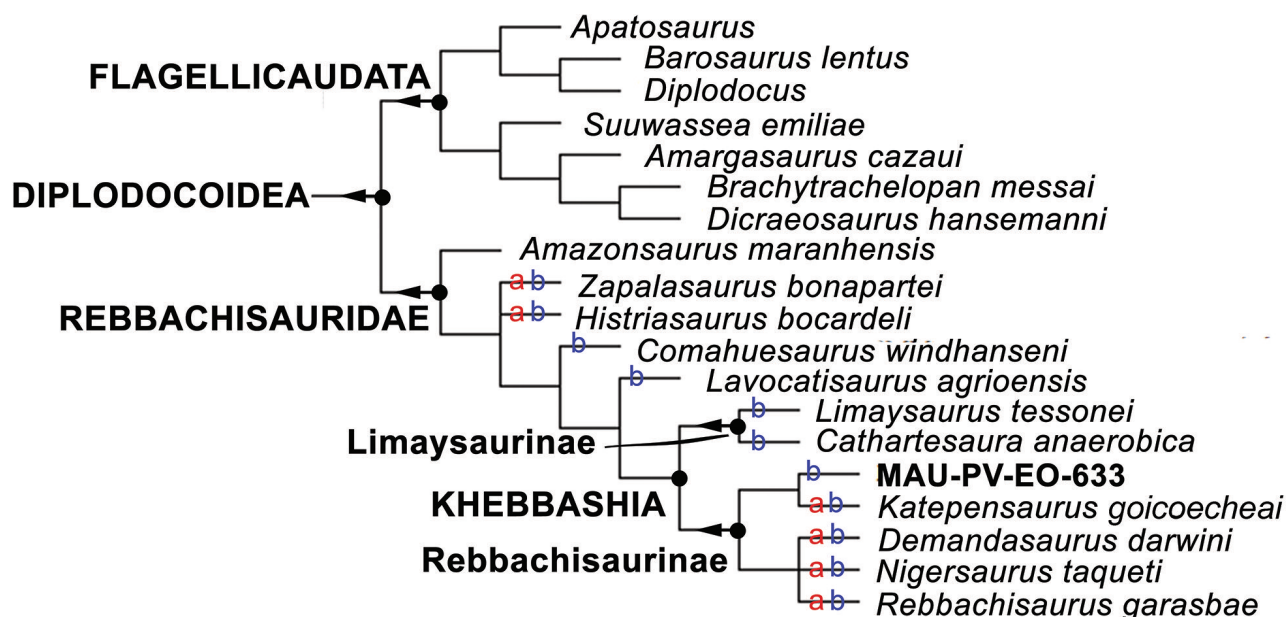 Apatosaurus
Barosaurus lentus
FLAGELLICAUDATA
Diplodocus
Suuwassea emiliae
Amargasaurus cazaui
Brachytrachelopan messai
DIPLODOCOIDEA
Dicraeosaurus hansemanni
Amazonsaurus maranhensis
a b Zapalasaurus bonapartei
REBBACHISAURIDAE
a b Histriasaurus bocardeli
b Comahuesaurus windhanseni
b Lavocatisaurus agrioensis
b Limaysaurus tessonei
Limaysaurinae
b Cathartesaura anaerobica
b MAU-PV-EO-633
KHEBBASHIA
a b Katepensaurus goicoecheai
a b Demandasaurus darwini
Rebbachisaurinae
a b Nigersaurus taqueti
a b Rebbachisaurus garasbae